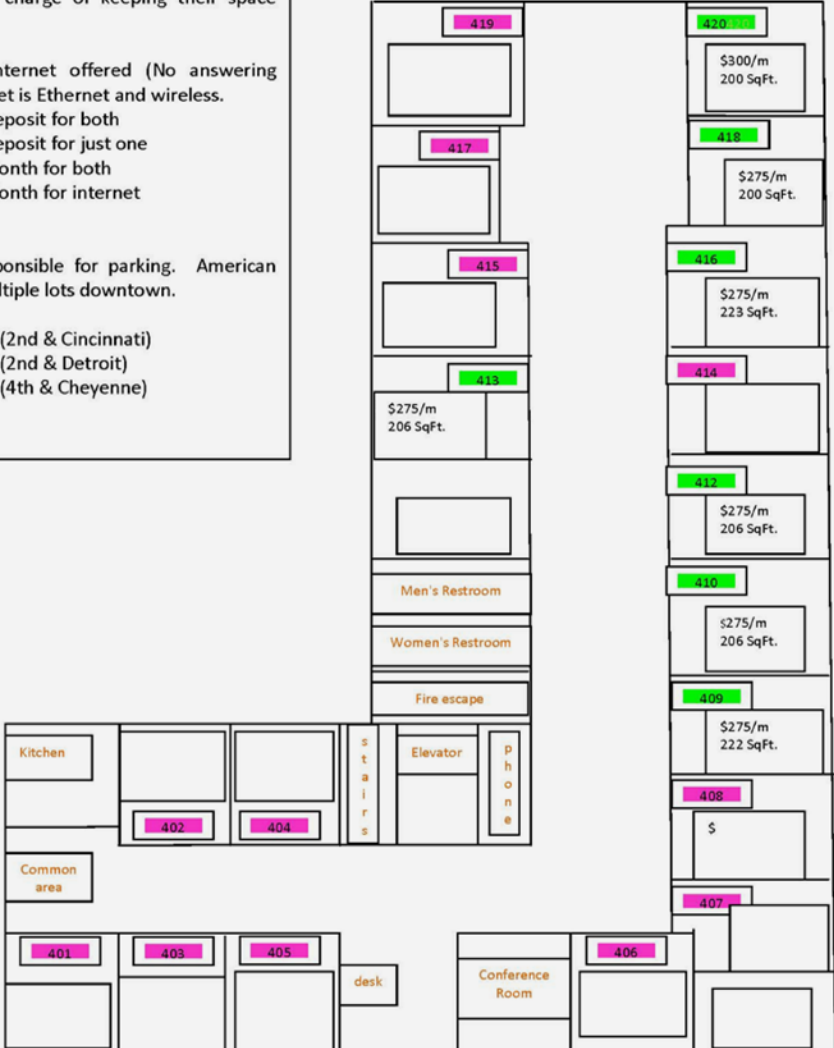 charge of keeping their space
nternet offered (No answering
et is Ethernet and wireless.
eposit for both
eposit for just one
onth for both
onth for internet
ponsible for parking. American
ltiple lots downtown.
(2nd & Cincinnati)
(2nd & Detroit)
(4th & Cheyenne)
419
417
415
413
$275/m
206 SqFt.
Men's Restroom
Women's Restroom
Fire escape
420
$300/m
200 SqFt.
418
$275/m
200 SqFt.
416
$275/m
223 SqFt.
414
412
$275/m
206 SqFt.
410
$275/m
206 SqFt.
409
$275/m
222 SqFt.
408
$
407
Kitchen
402
404
stairs
Elevator
phone
Common
area
401
403
405
desk
Conference
Room
406